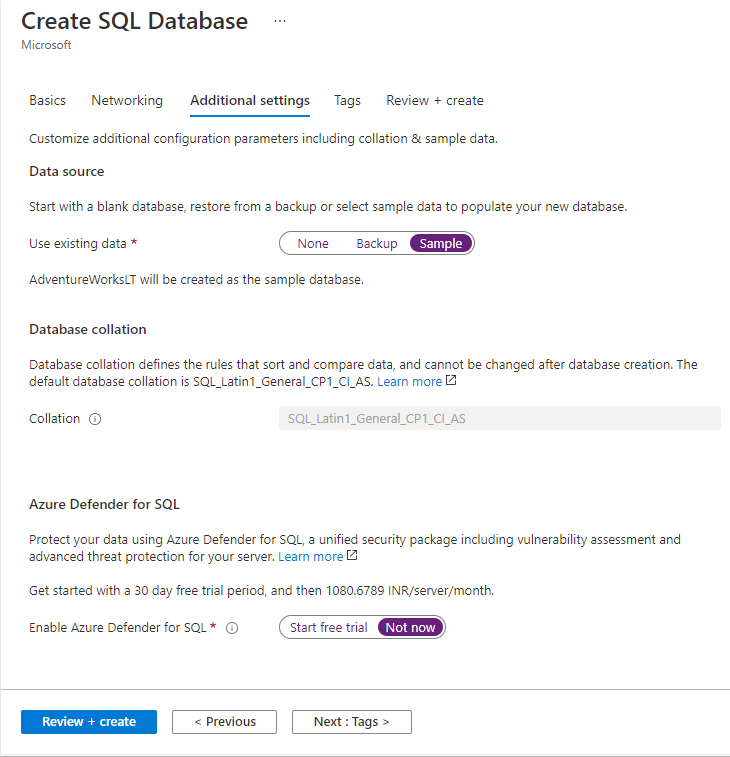 Create SQL Database ...
Microsoft
Basics Networking Additional settings Tags Review + create
Customize additional configuration parameters including collation & sample data.
Data source
Start with a blank database, restore from a backup or select sample data to populate your new database.
Use existing data * None Backup Sample
AdventureWorksLT will be created as the sample database.
Database collation
Database collation defines the rules that sort and compare data, and cannot be changed after database creation. The
default database collation is SQL_Latin1_General_CP1_CI_AS. Learn more
Collation SQL_Latin1_General_CP1_CI_AS
Azure Defender for SQL
Protect your data using Azure Defender for SQL, a unified security package including vulnerability assessment and
advanced threat protection for your server. Learn more
Get started with a 30 day free trial period, and then 1080.6789 INR/server/month.
Enable Azure Defender for SQL * Start free trial Not now
Review + create < Previous Next : Tags >